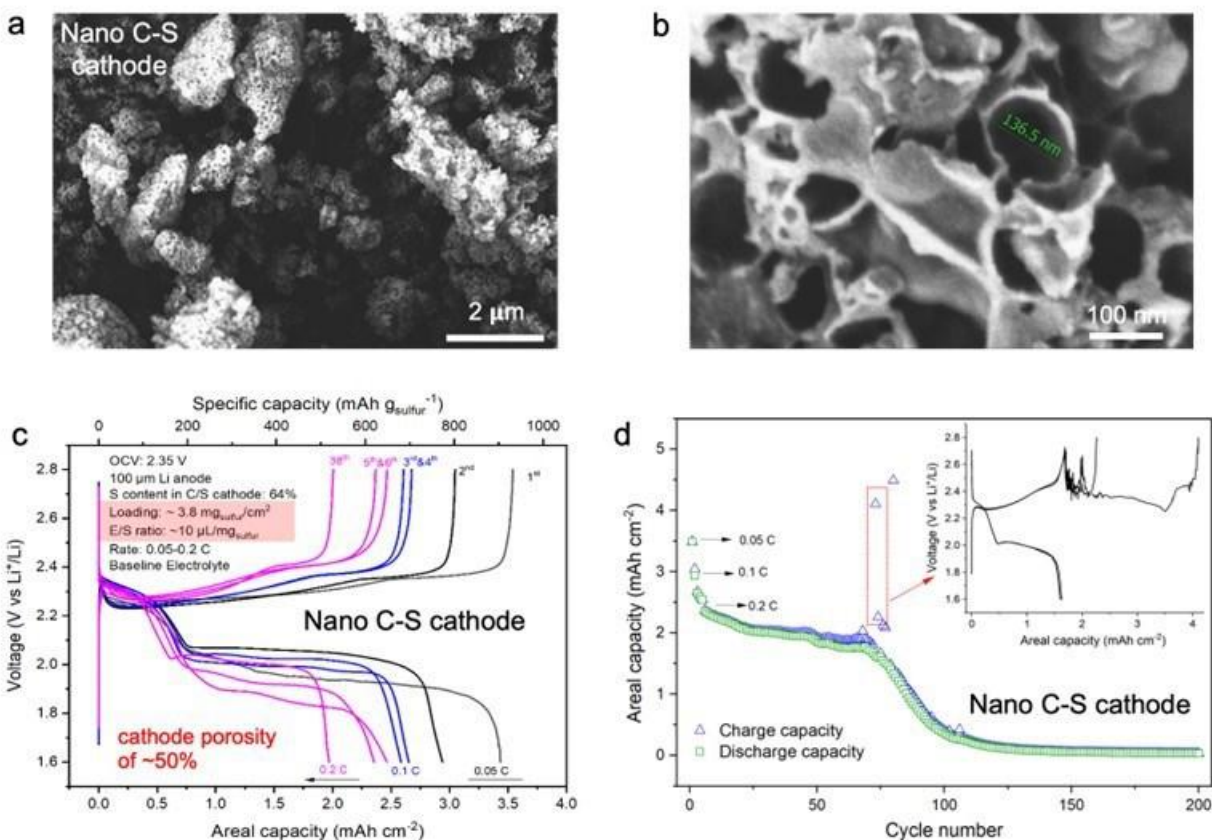 a
Nano C-S
cathode
2 μm
b
136.5 nm
100 nm
c
Specific capacity (mAh g_sulfur⁻¹)
0 100 200 300 400 500 600 700 800 900 1000
OCV: 2.35 V
100 μm Li anode
S content in C/S cathode: 64%
Loading: ~ 3.8 mg_sulfur/cm²
E/S ratio: ~10 μL/mg_sulfur
Rate: 0.05-0.2 C
Baseline Electrolyte
38th
5th&6th
3rd&4th
2nd
1st
Nano C-S cathode
cathode porosity
of ~50%
0.2 C
0.1 C
0.05 C
Voltage (V vs Li⁺/Li)
2.8
2.6
2.4
2.2
2.0
1.8
1.6
0.0 0.5 1.0 1.5 2.0 2.5 3.0 3.5 4.0
Areal capacity (mAh cm⁻²)
d
Areal capacity (mAh cm⁻²)
5
4
3
2
1
0
0.05 C
0.1 C
0.2 C
Voltage (V vs Li⁺/Li)
2.8
2.6
2.4
2.2
2.0
1.8
1.6
0 1 2 3 4
Areal capacity (mAh cm⁻²)
Nano C-S cathode
Charge capacity
Discharge capacity
0 50 100 150 200
Cycle number